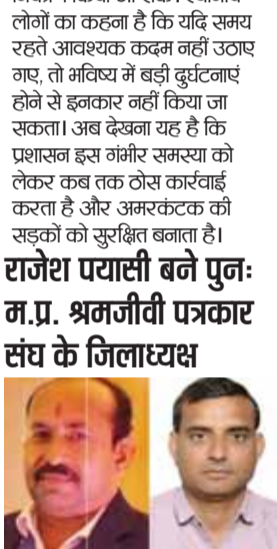 लोगों का कहना है कि यदि समय
रहते आवश्यक कदम नहीं उठाए
गए, तो भविष्य में बड़ी दुर्घटनाएं
होने से इनकार नहीं किया जा
सकता। अब देखना यह है कि
प्रशासन इस गंभीर समस्या को
लेकर कब तक ठोस कार्रवाई
करता है और अमरकंटक की
सड़कों को सुरक्षित बनाता है।
राजेश पयासी बने पुनः
म.प्र. श्रमजीवी पत्रकार
संघ के जिलाध्यक्ष